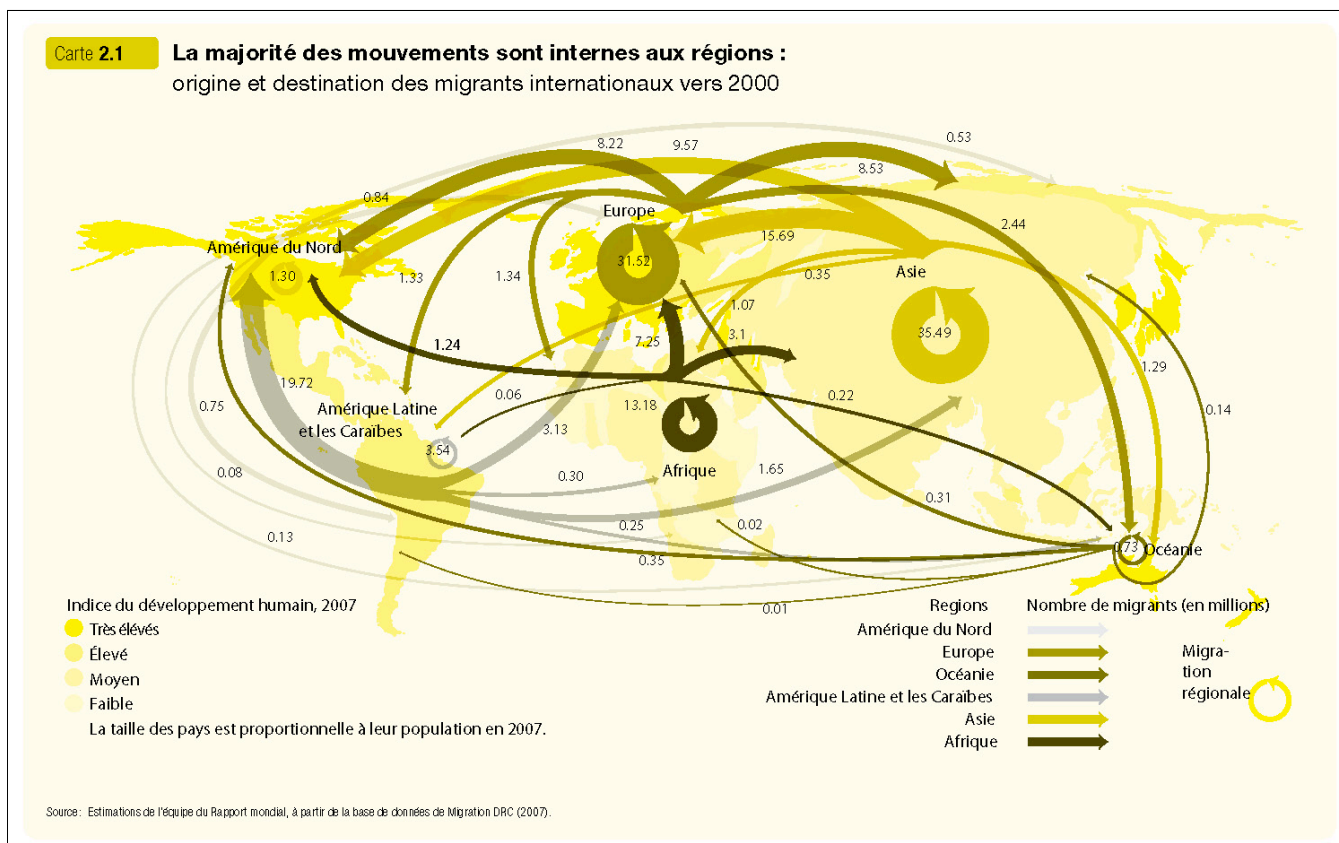 Carte 2.1
La majorité des mouvements sont internes aux régions :
origine et destination des migrants internationaux vers 2000
8.22
9.57
0.53
8.53
0.84
Europe
2.44
Amérique du Nord
15.69
31.52
1.30
1.33
1.34
0.35
Asie
1.07
35.49
1.24
7.25
3.1
1.29
19.72
0.75
0.06
13.18
0.22
0.14
Amérique Latine
et les Caraïbes
3.13
3.54
0.08
Afrique
1.65
0.30
0.31
0.25
0.02
0.13
0.35
0.73
Océanie
0.01
Indice du développement humain, 2007
Très élévés
Élevé
Moyen
Faible
La taille des pays est proportionnelle à leur population en 2007.
Regions
Nombre de migrants (en millions)
Amérique du Nord
Europe
Océanie
Amérique Latine et les Caraïbes
Asie
Afrique
Migra-
tion
régionale
Source: Estimations de l'équipe du Rapport mondial, à partir de la base de données de Migration DRC (2007).